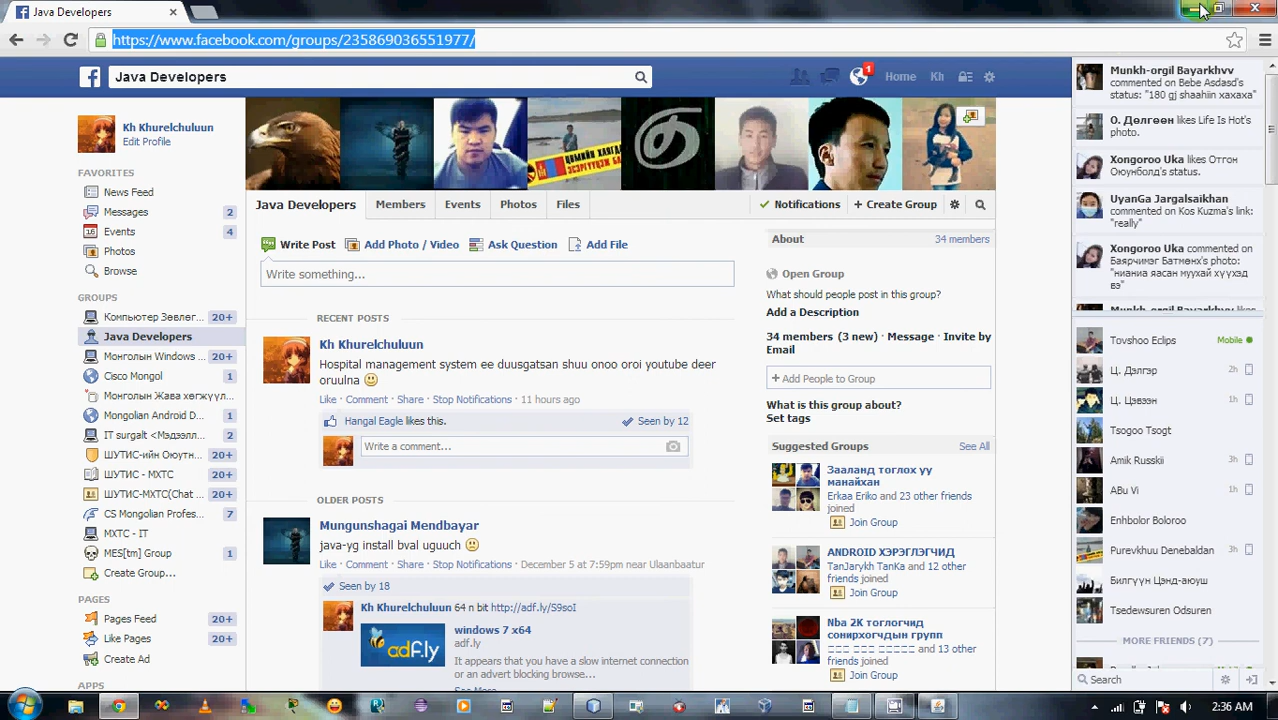 Java Developers
https://www.facebook.com/groups/235869036551977/
Java Developers
1
Home
Kh
Kh Khurelchuluun
Edit Profile
FAVORITES
News Feed
Messages 2
Events 4
Photos
Browse
GROUPS
Компьютер Зөвлөг... 20+
Java Developers
Монголын Windows ... 20+
Cisco Mongol 1
Монголын Жава хөгжүүл...
Mongolian Android D... 1
IT surgalt <Мэдээлл... 2
ШУТИС-ийн Оюутн... 20+
ШУТИС - МХТС 20+
ШУТИС-МХТС(Chat ... 20+
CS Mongolian Profes... 7
МХТС - IT
MES[tm] Group 1
Create Group...
PAGES
Pages Feed 20+
Like Pages 20+
Create Ad
APPS
Java Developers
Members
Events
Photos
Files
Notifications
+ Create Group
Write Post
Add Photo / Video
Ask Question
Add File
Write something...
RECENT POSTS
Kh Khurelchuluun
Hospital management system ee duusgatsan shuu onoo oroi youtube deer
oruulna
Like · Comment · Share · Stop Notifications · 11 hours ago
Hangal Eagle likes this.
Seen by 12
Write a comment...
OLDER POSTS
Mungunshagai Mendbayar
java-yg install bval uguuch
Like · Comment · Share · Stop Notifications · December 5 at 7:59pm near Ulaanbaatur
Seen by 18
Kh Khurelchuluun 64 n bit http://adf.ly/S9soI
adf.ly
windows 7 x64
adf.ly
It appears that you have a slow internet connection
or an advert blocking browse...
See More
About
34 members
Open Group
What should people post in this group?
Add a Description
34 members (3 new) · Message · Invite by
Email
+ Add People to Group
What is this group about?
Set tags
Suggested Groups
See All
Зааланд тоглох уу
манайхан
Erkaa Eriko and 23 other
friends
joined
Join Group
ANDROID ХЭРЭГЛЭГЧИД
TanJarykh TanKa and 12 other
friends joined
Join Group
Nba 2K тоглогчид
сонирхогчдын групп
and 13 other
friends joined
Join Group
Munkh-orgil Bayarkhvv
commented on Bebe Asdasd's
status: "180 gj shaahiin xaxaxa"
О. Дөлгөөн likes Life Is Hot's
photo.
Xongoroo Uka likes Отгон
Оюунболд's status.
UyanGa Jargalsaikhan
commented on Kos Kuzma's link:
"really"
Xongoroo Uka commented on
Баярчимэг Батмөнх's photo:
"нианиа яасан муухай хүүхэд
вэ"
Munkh-orgil Bayarkhvv likes
Tovshoo Eclips Mobile
Ц. Дэлгэр 2h
Ц. Цэвээн 1h
Tsogoo Tsogt
Amik Russkii 1h
ABu Vi 1h
Enhbolor Boloroo
Purevkhuu Denebaldan 3h
Билгүүн Цэнд-аюуш
Tsedewsuren Odsuren
MORE FRIENDS (7)
Search
2:36 AM